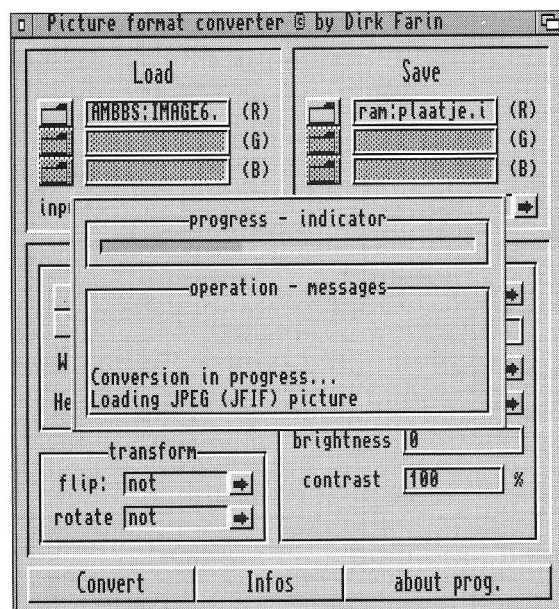 Picture format converter © by Dirk Farin
Load
AMBBS:IMAGE6. (R)
(G)
(B)
Save
ram:plaatje.i (R)
(G)
(B)
inpu
progress - indicator
operation - messages
Conversion in progress...
Loading JPEG (JFIF) picture
W
He
transform
flip: not
rotate not
brightness 0
contrast 100 %
Convert
Infos
about prog.